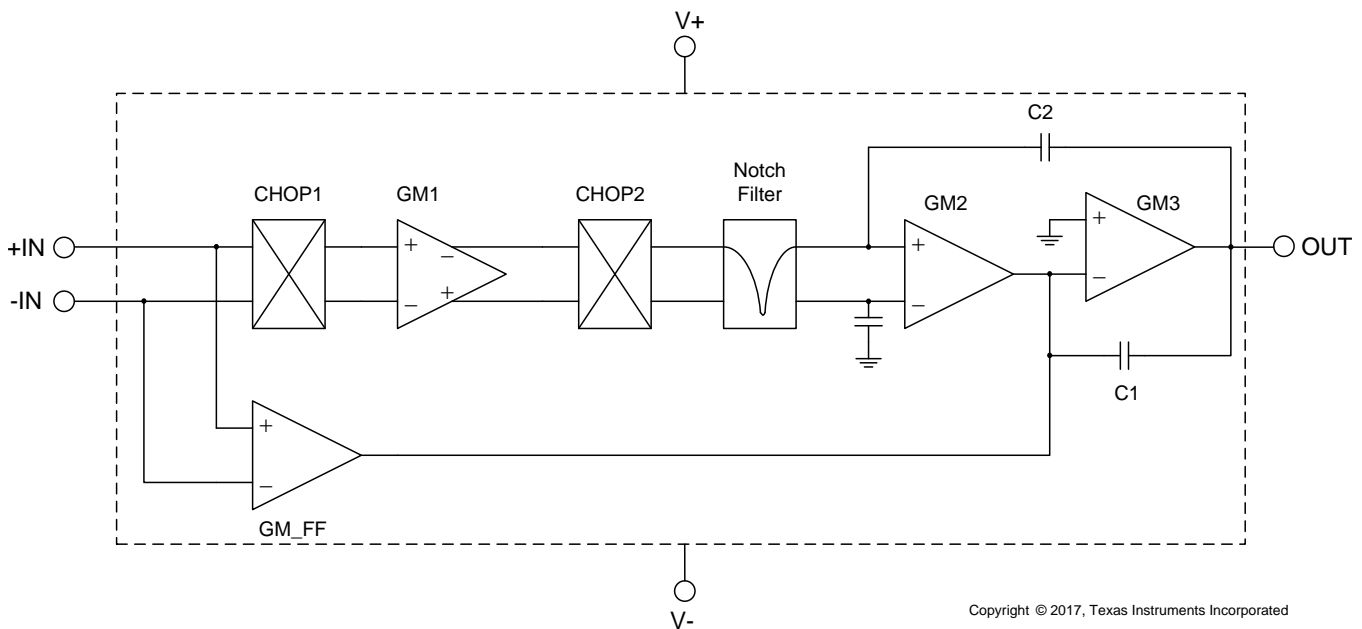 V+
C2
Notch
Filter
CHOP1
GM1
CHOP2
GM2
GM3
+IN
+
−
+
−
+
−
+
−
OUT
-IN
C1
+
−
GM_FF
V-
Copyright © 2017, Texas Instruments Incorporated